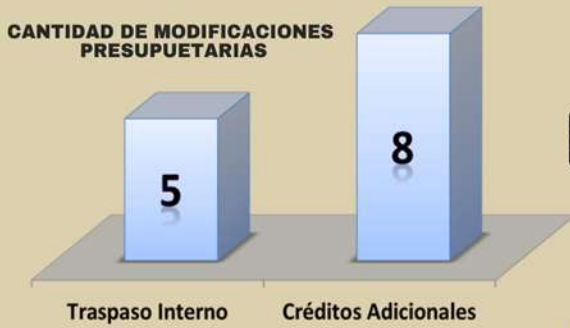 CANTIDAD DE MODIFICACIONES
PRESUPUETARIAS
5
8
Traspaso Interno
Créditos Adicionales